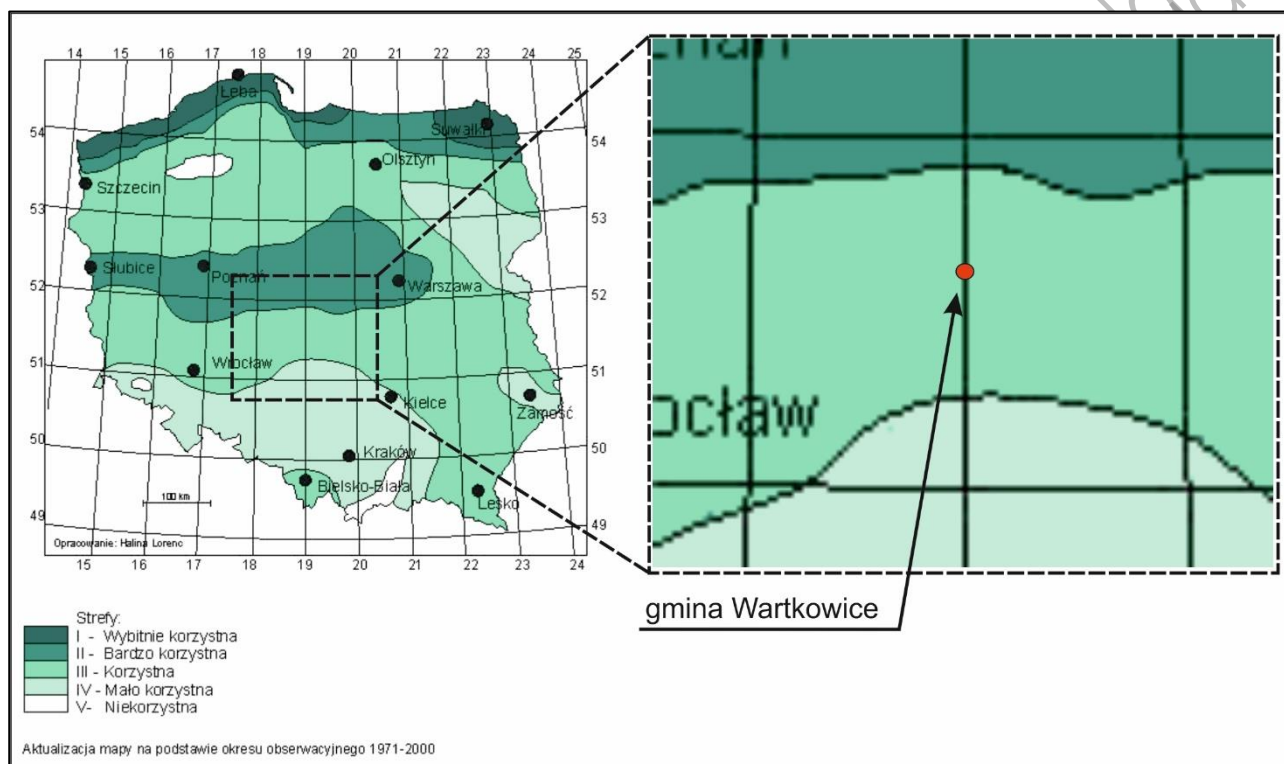 14 15 16 17 18 19 20 21 22 23 24 25
Łeba
54
Suwałki
54
Olsztyn
Szczecin
53
53
Słubice
Poznań
52
Warszawa
52
51
Wrocław
51
Kielce
Zamość
50
Kraków
50
Bielsko-Biała
100 km
Lesko
49
49
Opracowanie: Halina Lorenc
15 16 17 18 19 20 21 22 23 24
ocław
gmina Wartkowice
Strefy:
I - Wybitnie korzystna
II - Bardzo korzystna
III - Korzystna
IV - Mało korzystna
V- Niekorzystna
Aktualizacja mapy na podstawie okresu obserwacyjnego 1971-2000